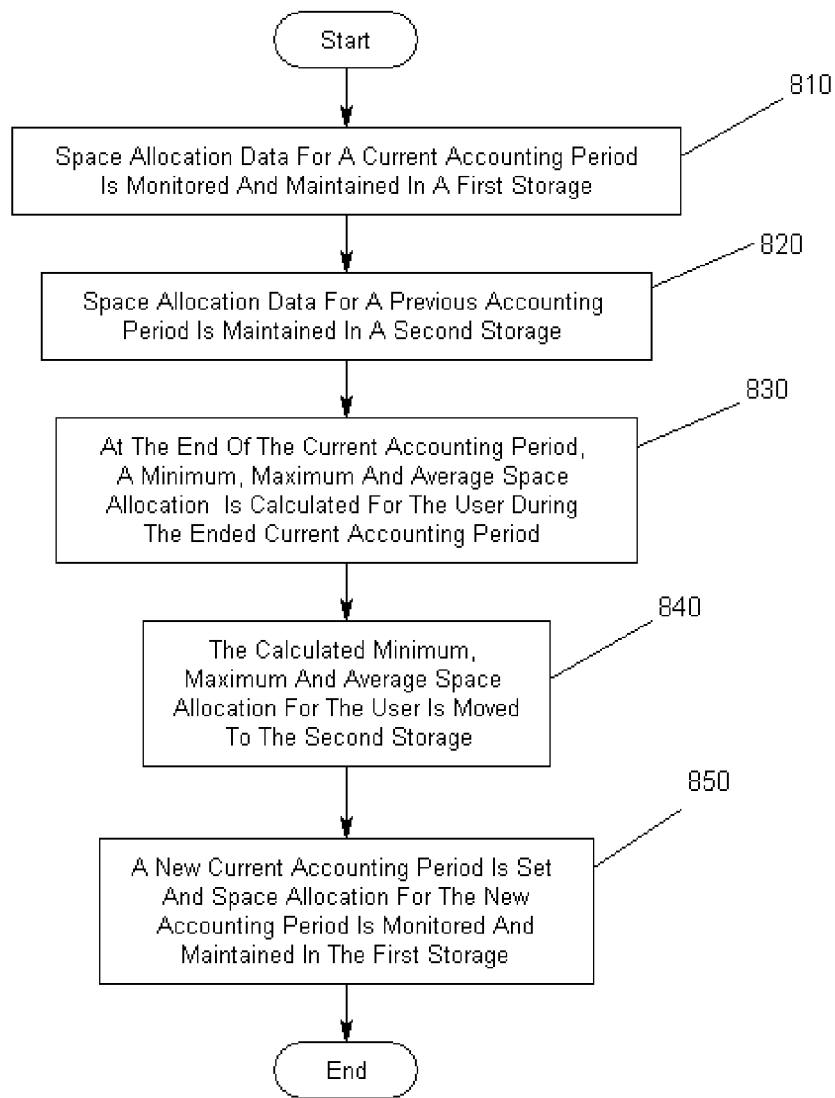 Start
810
Space Allocation Data For A Current Accounting Period
Is Monitored And Maintained In A First Storage
820
Space Allocation Data For A Previous Accounting
Period Is Maintained In A Second Storage
830
At The End Of The Current Accounting Period,
A Minimum, Maximum And Average Space
Allocation Is Calculated For The User During
The Ended Current Accounting Period
840
The Calculated Minimum,
Maximum And Average Space
Allocation For The User Is Moved
To The Second Storage
850
A New Current Accounting Period Is Set
And Space Allocation For The New
Accounting Period Is Monitored And
Maintained In The First Storage
End